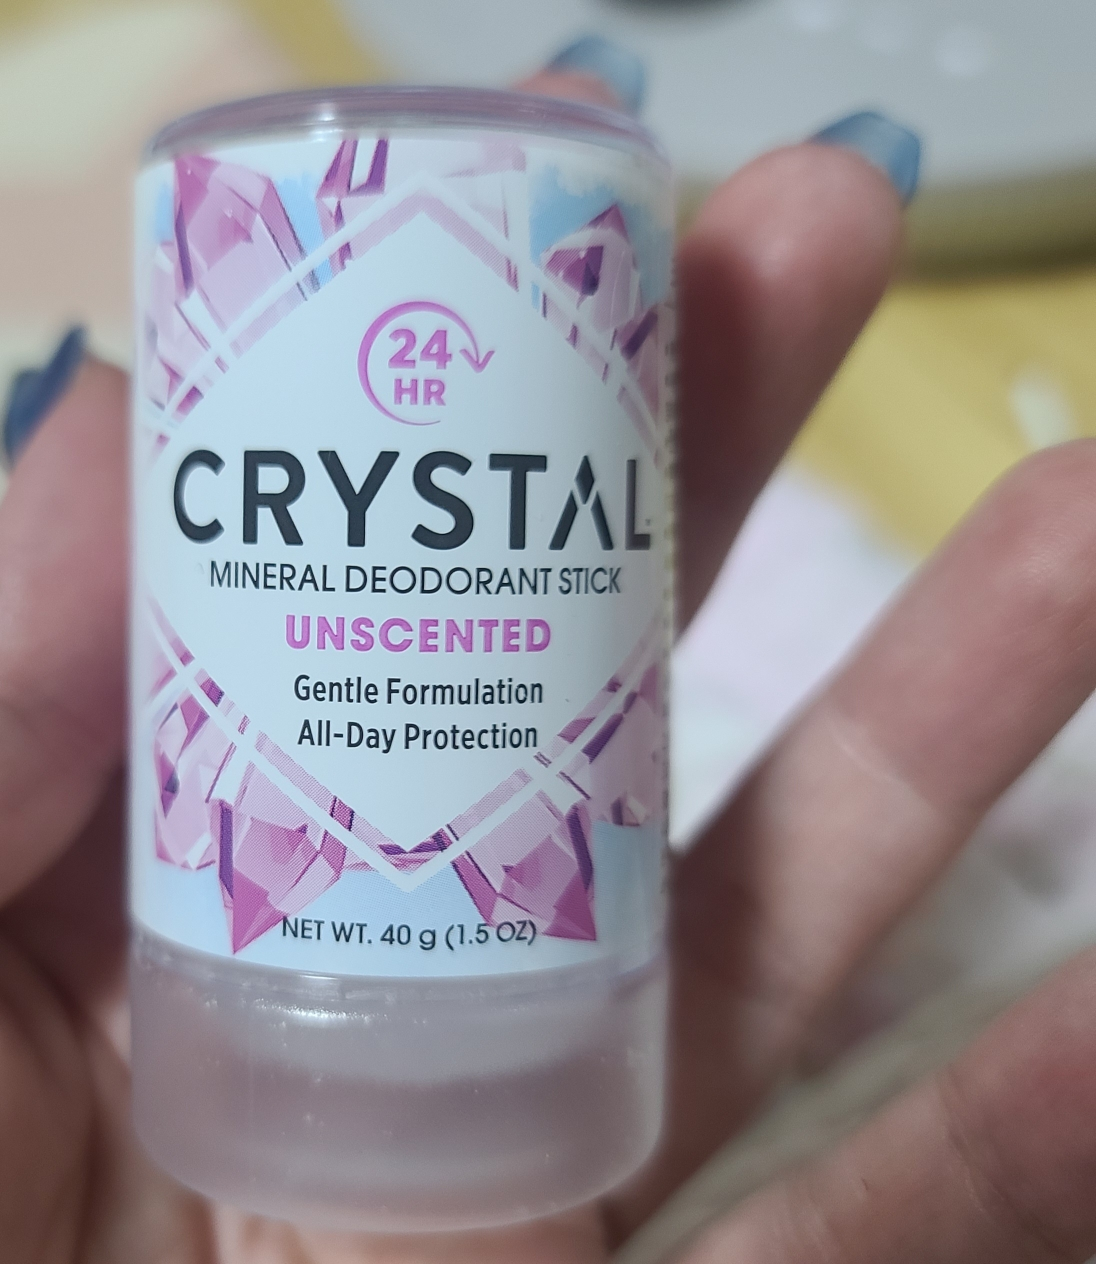 24
HR
CRYSTAL
MINERAL DEODORANT STICK
UNSCENTED
Gentle Formulation
All-Day Protection
NET WT. 40 g (1.5 OZ)